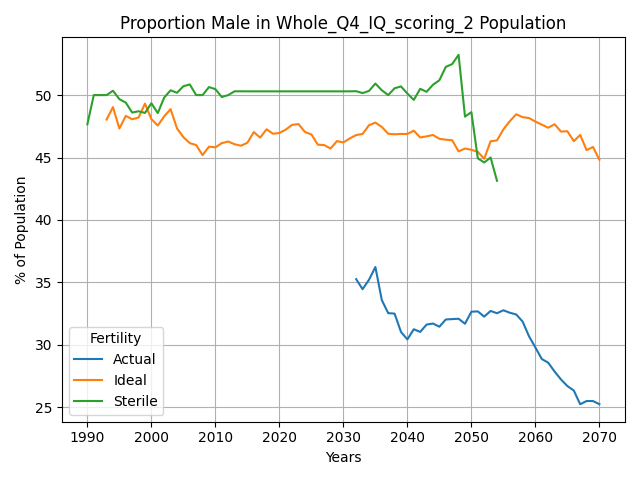 Proportion Male in Whole_Q4_IQ_scoring_2 Population
% of Population
50
45
40
35
30
25
Fertility
Actual
Ideal
Sterile
1990 2000 2010 2020 2030 2040 2050 2060 2070
Years